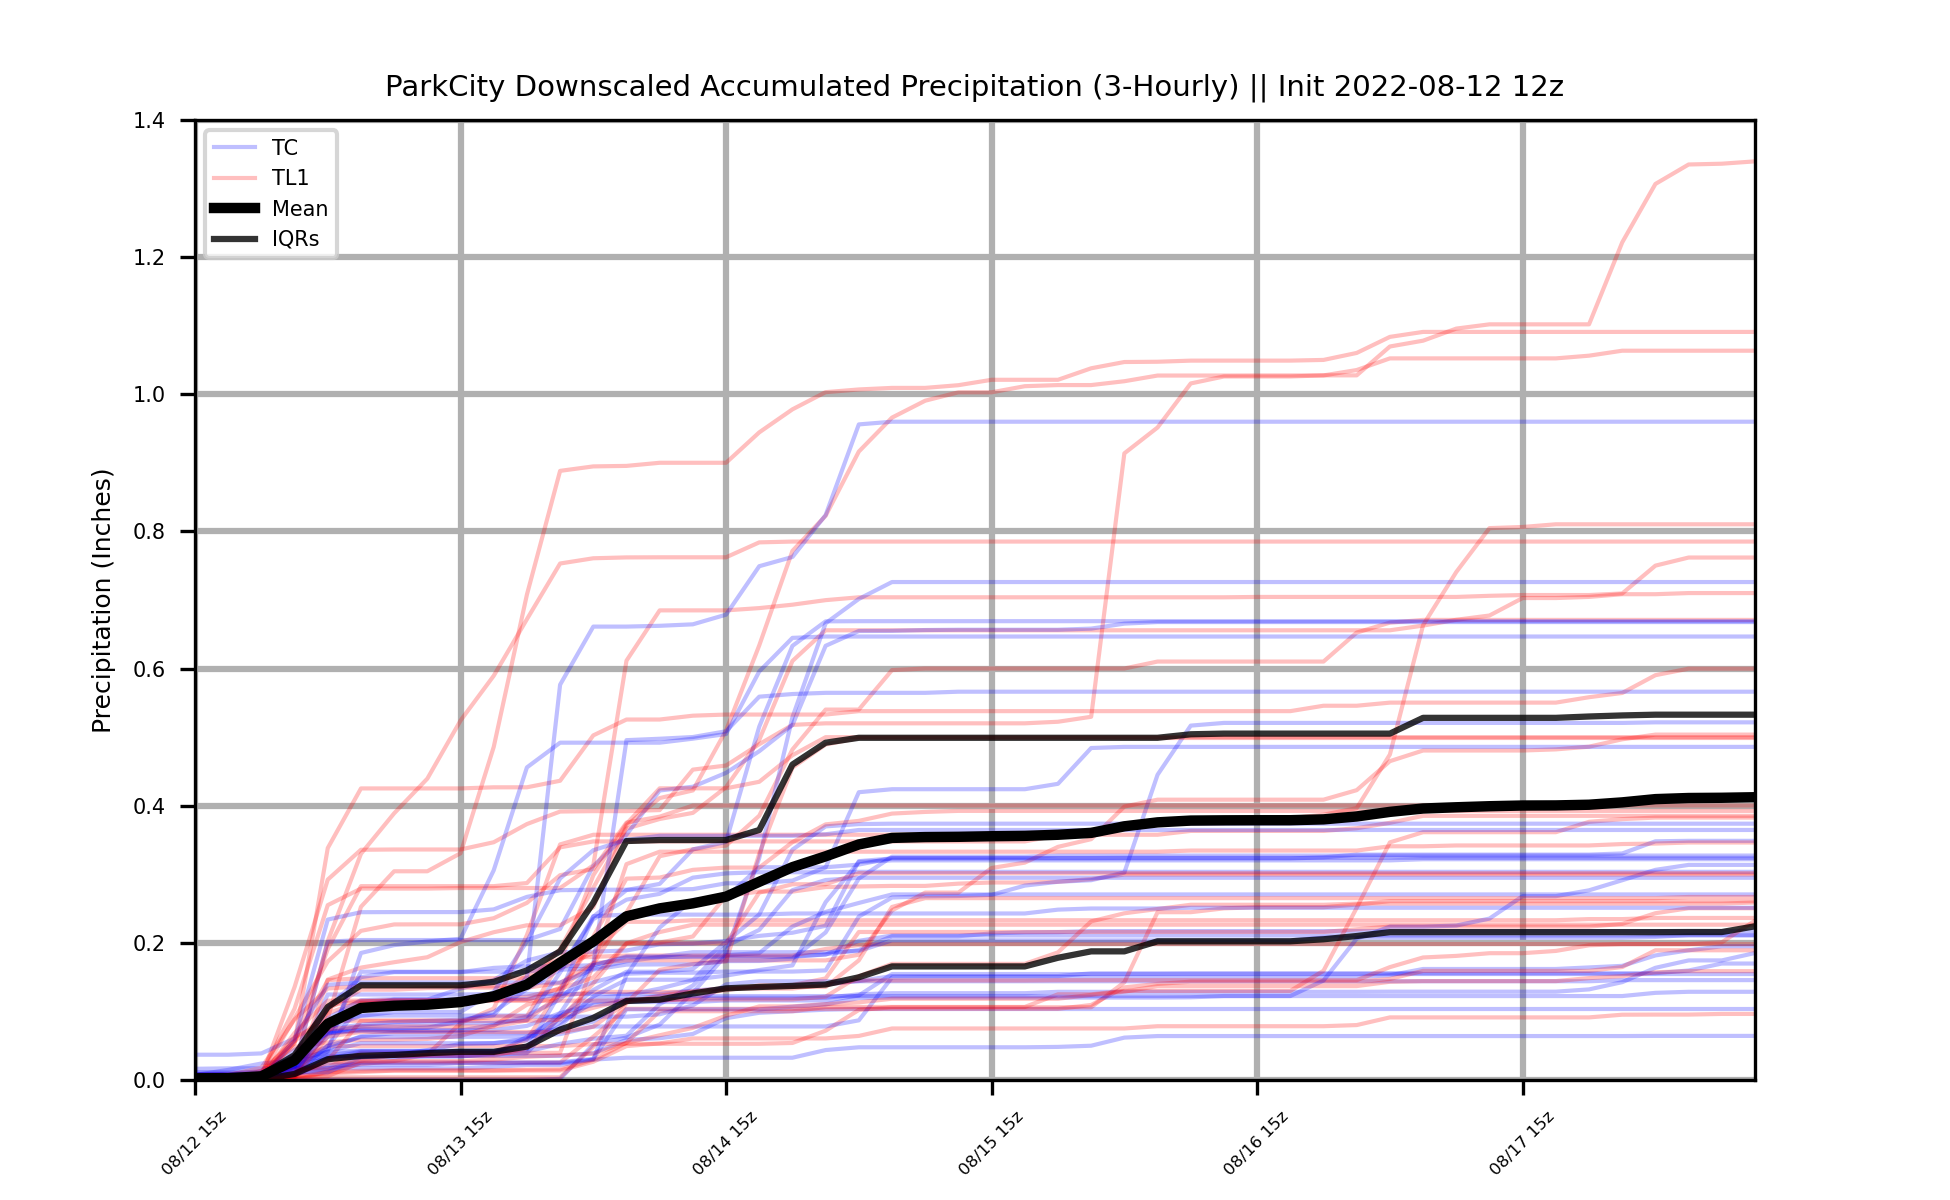 ParkCity Downscaled Accumulated Precipitation (3-Hourly) || Init 2022-08-12 12z
TC
TL1
Mean
IQRs
Precipitation (Inches)
1.4
1.2
1.0
0.8
0.6
0.4
0.2
0.0
08/12 15z
08/13 15z
08/14 15z
08/15 15z
08/16 15z
08/17 15z